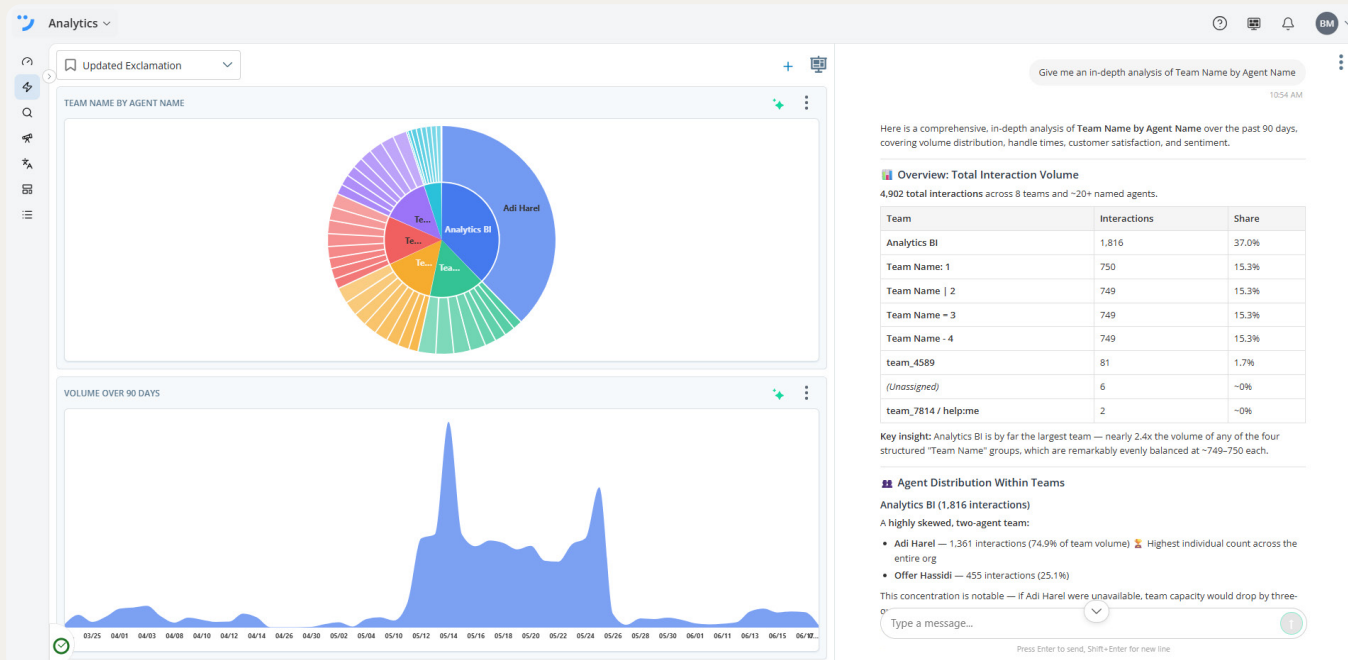 Analytics
BM
Updated Exclamation
TEAM NAME BY AGENT NAME
Adi Harel
Analytics BI
Te...
Te...
Te...
Tea...
VOLUME OVER 90 DAYS
03/25 04/01 04/03 04/08 04/10 04/12 04/14 04/26 04/30 05/02 05/04 05/10 05/12 05/14 05/16 05/18 05/20 05/22 05/24 05/26 05/28 05/30 06/01 06/11 06/13 06/15
Give me an in-depth analysis of Team Name by Agent Name
10:54 AM
Here is a comprehensive, in-depth analysis of Team Name by Agent Name over the past 90 days,
covering volume distribution, handle times, customer satisfaction, and sentiment.
Overview: Total Interaction Volume
4,902 total interactions across 8 teams and ~20+ named agents.
Team Interactions Share
Analytics BI 1,816 37.0%
Team Name: 1 750 15.3%
Team Name | 2 749 15.3%
Team Name = 3 749 15.3%
Team Name - 4 749 15.3%
team_4589 81 1.7%
(Unassigned) 6 ~0%
team_7814 / help:me 2 ~0%
Key insight: Analytics BI is by far the largest team — nearly 2.4x the volume of any of the four
structured "Team Name" groups, which are remarkably evenly balanced at ~749–750 each.
Agent Distribution Within Teams
Analytics BI (1,816 interactions)
A highly skewed, two-agent team:
• Adi Harel — 1,361 interactions (74.9% of team volume) 🏆 Highest individual count across the
entire org
• Offer Hassidi — 455 interactions (25.1%)
This concentration is notable — if Adi Harel were unavailable, team capacity would drop by three-
Type a message...
Press Enter to send, Shift+Enter for new line